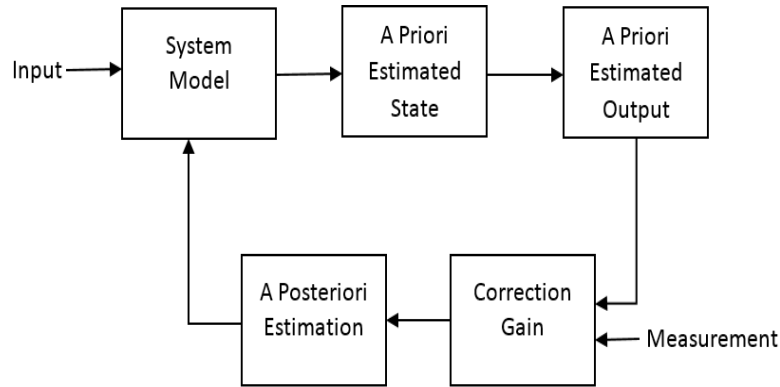 Input
System
Model
A Priori
Estimated
State
A Priori
Estimated
Output
A Posteriori
Estimation
Correction
Gain
Measurement